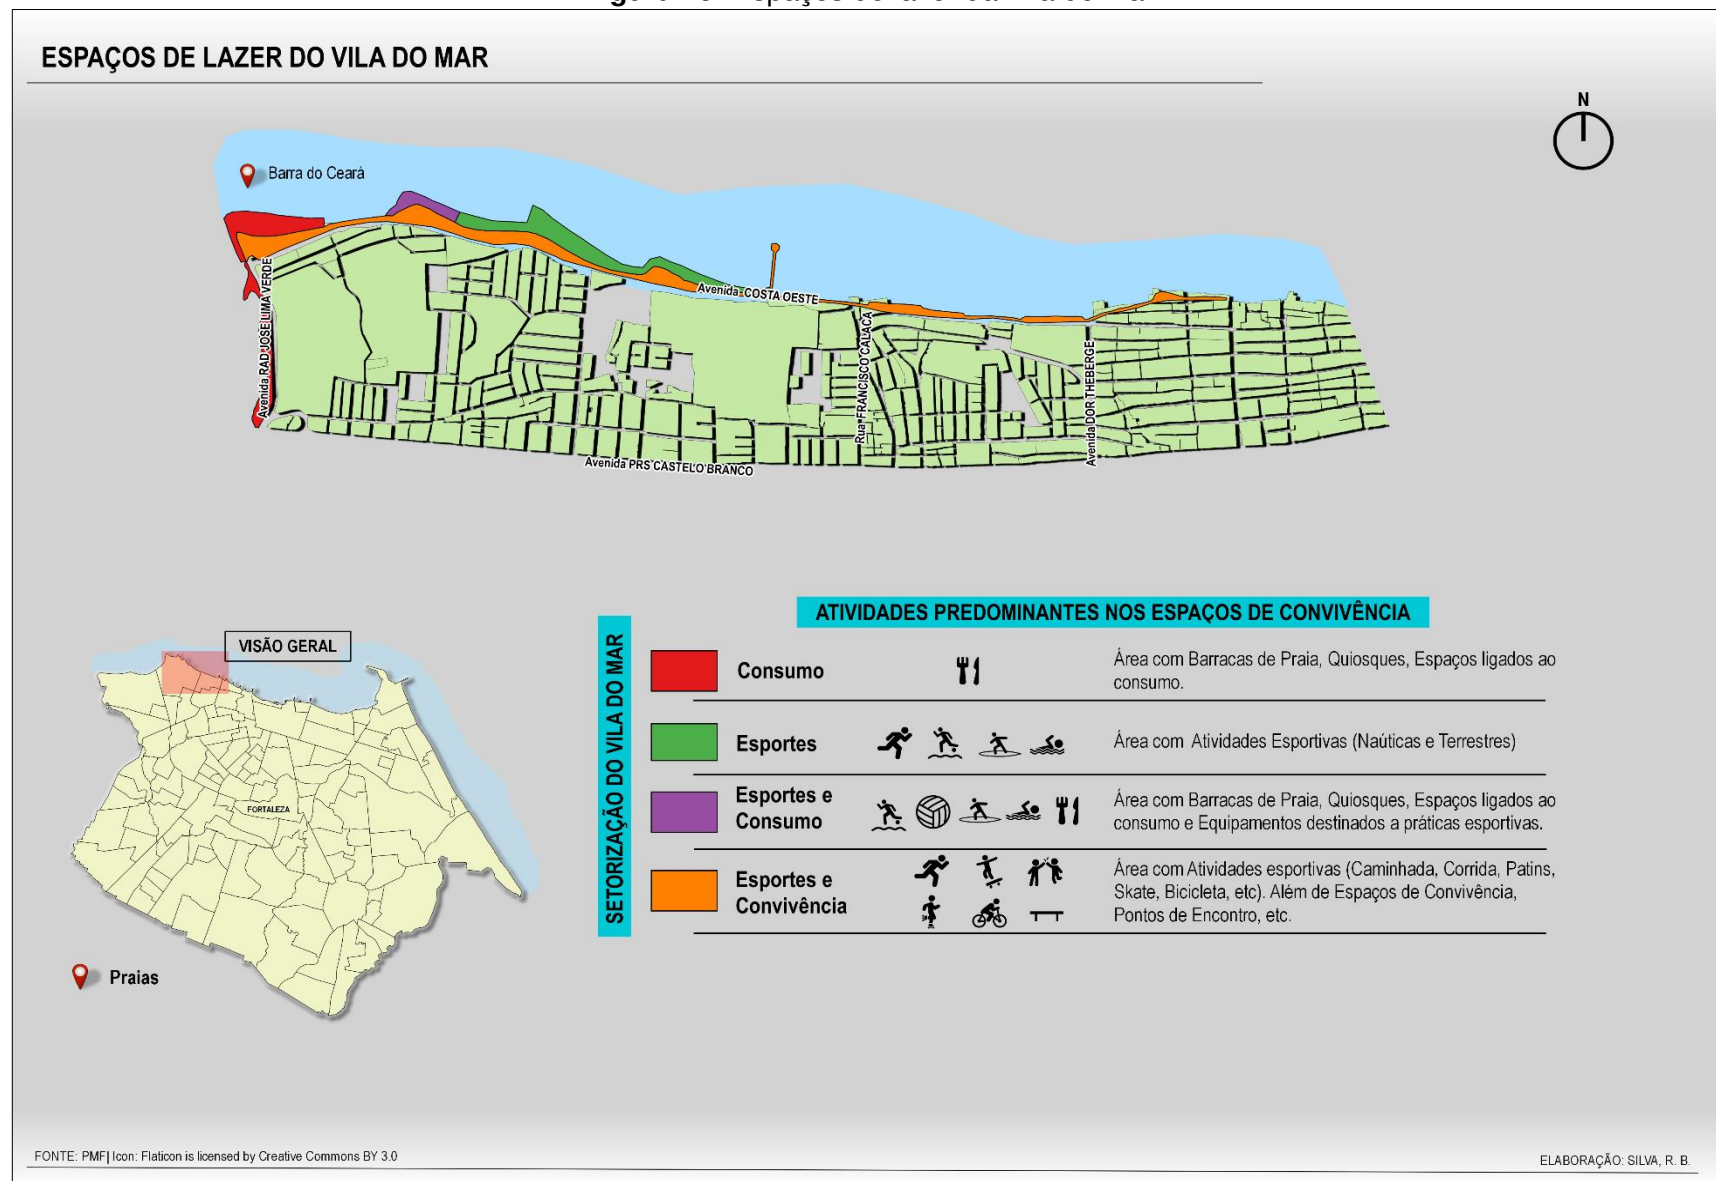 ESPAÇOS DE LAZER DO VILA DO MAR
N
Barra do Ceará
Avenida COSTA OESTE
Avenida RAD JOSE LIMA VERDE
Rua FRANCISCO CALAÇA
Avenida DOR THEBERGE
Avenida PRS CASTELO BRANCO
VISÃO GERAL
FORTALEZA
Praias
SETORIZAÇÃO DO VILA DO MAR
ATIVIDADES PREDOMINANTES NOS ESPAÇOS DE CONVIVÊNCIA
Consumo
Área com Barracas de Praia, Quiosques, Espaços ligados ao
consumo.
Esportes
Área com Atividades Esportivas (Naúticas e Terrestres)
Esportes e
Consumo
Área com Barracas de Praia, Quiosques, Espaços ligados ao
consumo e Equipamentos destinados a práticas esportivas.
Esportes e
Convivência
Área com Atividades esportivas (Caminhada, Corrida, Patins,
Skate, Bicicleta, etc). Além de Espaços de Convivência,
Pontos de Encontro, etc.
FONTE: PMF| Icon: Flaticon is licensed by Creative Commons BY 3.0
ELABORAÇÃO: SILVA, R. B.